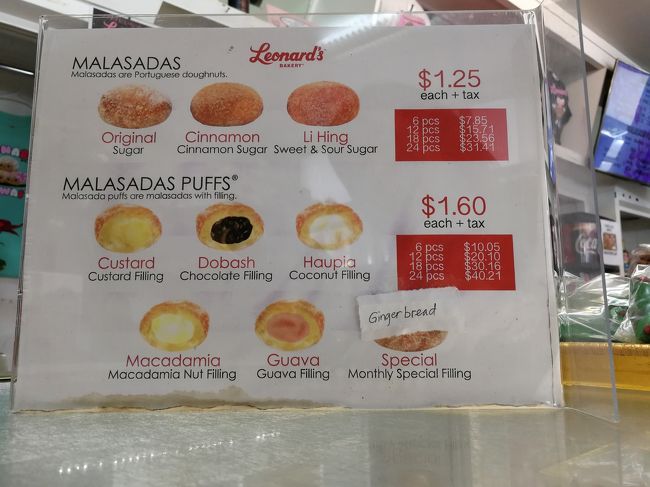 Leonard's
BAKERY
MALASADAS
Malasadas are Portuguese doughnuts.
Original
Sugar
Cinnamon
Cinnamon Sugar
Li Hing
Sweet & Sour Sugar
$1.25
each + tax
6 pcs $7.85
12 pcs $15.71
18 pcs $23.56
24 pcs $31.41
MALASADAS PUFFS®
Malasada puffs are malasadas with filling.
Custard
Custard Filling
Dobash
Chocolate Filling
Haupia
Coconut Filling
$1.60
each + tax
6 pcs $10.05
12 pcs $20.10
18 pcs $30.16
24 pcs $40.21
Macadamia
Macadamia Nut Filling
Guava
Guava Filling
Gingerbread
Special
Monthly Special Filling